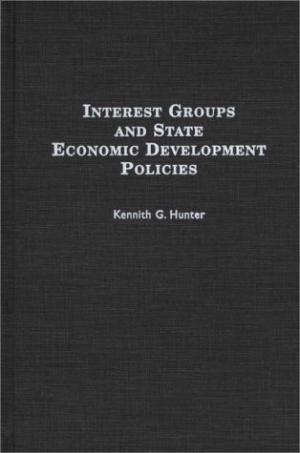 Interest Groups
and State
Economic Development
Policies
Kennith G. Hunter